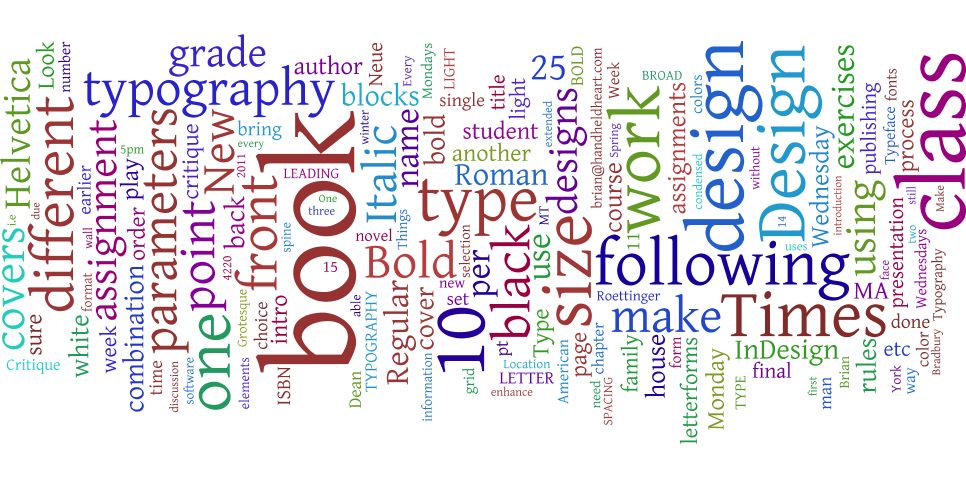 Helvetica
i.e
covers
Critique
Look
number
different
due
sure
grade
typography
earlier
wall
format
white
assignment
week
5pm
play
order
combination
parameters
time
discussion
critique
software
point
one
New
4220
back
2011
bring
every
Grotesque
elements
front
choice
intro
ISBN
author
LEADING
book
One
three
15
spine
winter
blocks
Neue
Every
Mondays
LIGHT
Italic
name
novel
Things
Bold
able
Dean
TYPOGRAPHY
Regular
cover
information
bold
single
title
light
student
another
Roman
type
selection
new
set
10
per
grid
pt
black
LETTER
enhance
Location
use
Type
MT
extended
25
BOLD
designs
size
American
page
chapter
need
SPACING
brian@handheldheart.com
Week
spring
course
111
work
BROAD
assignments
colors
condensed
design
without
Design
14
uses
following
Roettinger
make
Times
family
house
form
letterforms
Monday
TYPE
InDesign
final
first
man
Brian
rules
etc
York
way
color
done
Bradbury
Wednesday
introduction
exercises
using
publishing
Typeface
fonts
process
MA
face
presentation
two
still
Wednesdays
Make
Typography
class